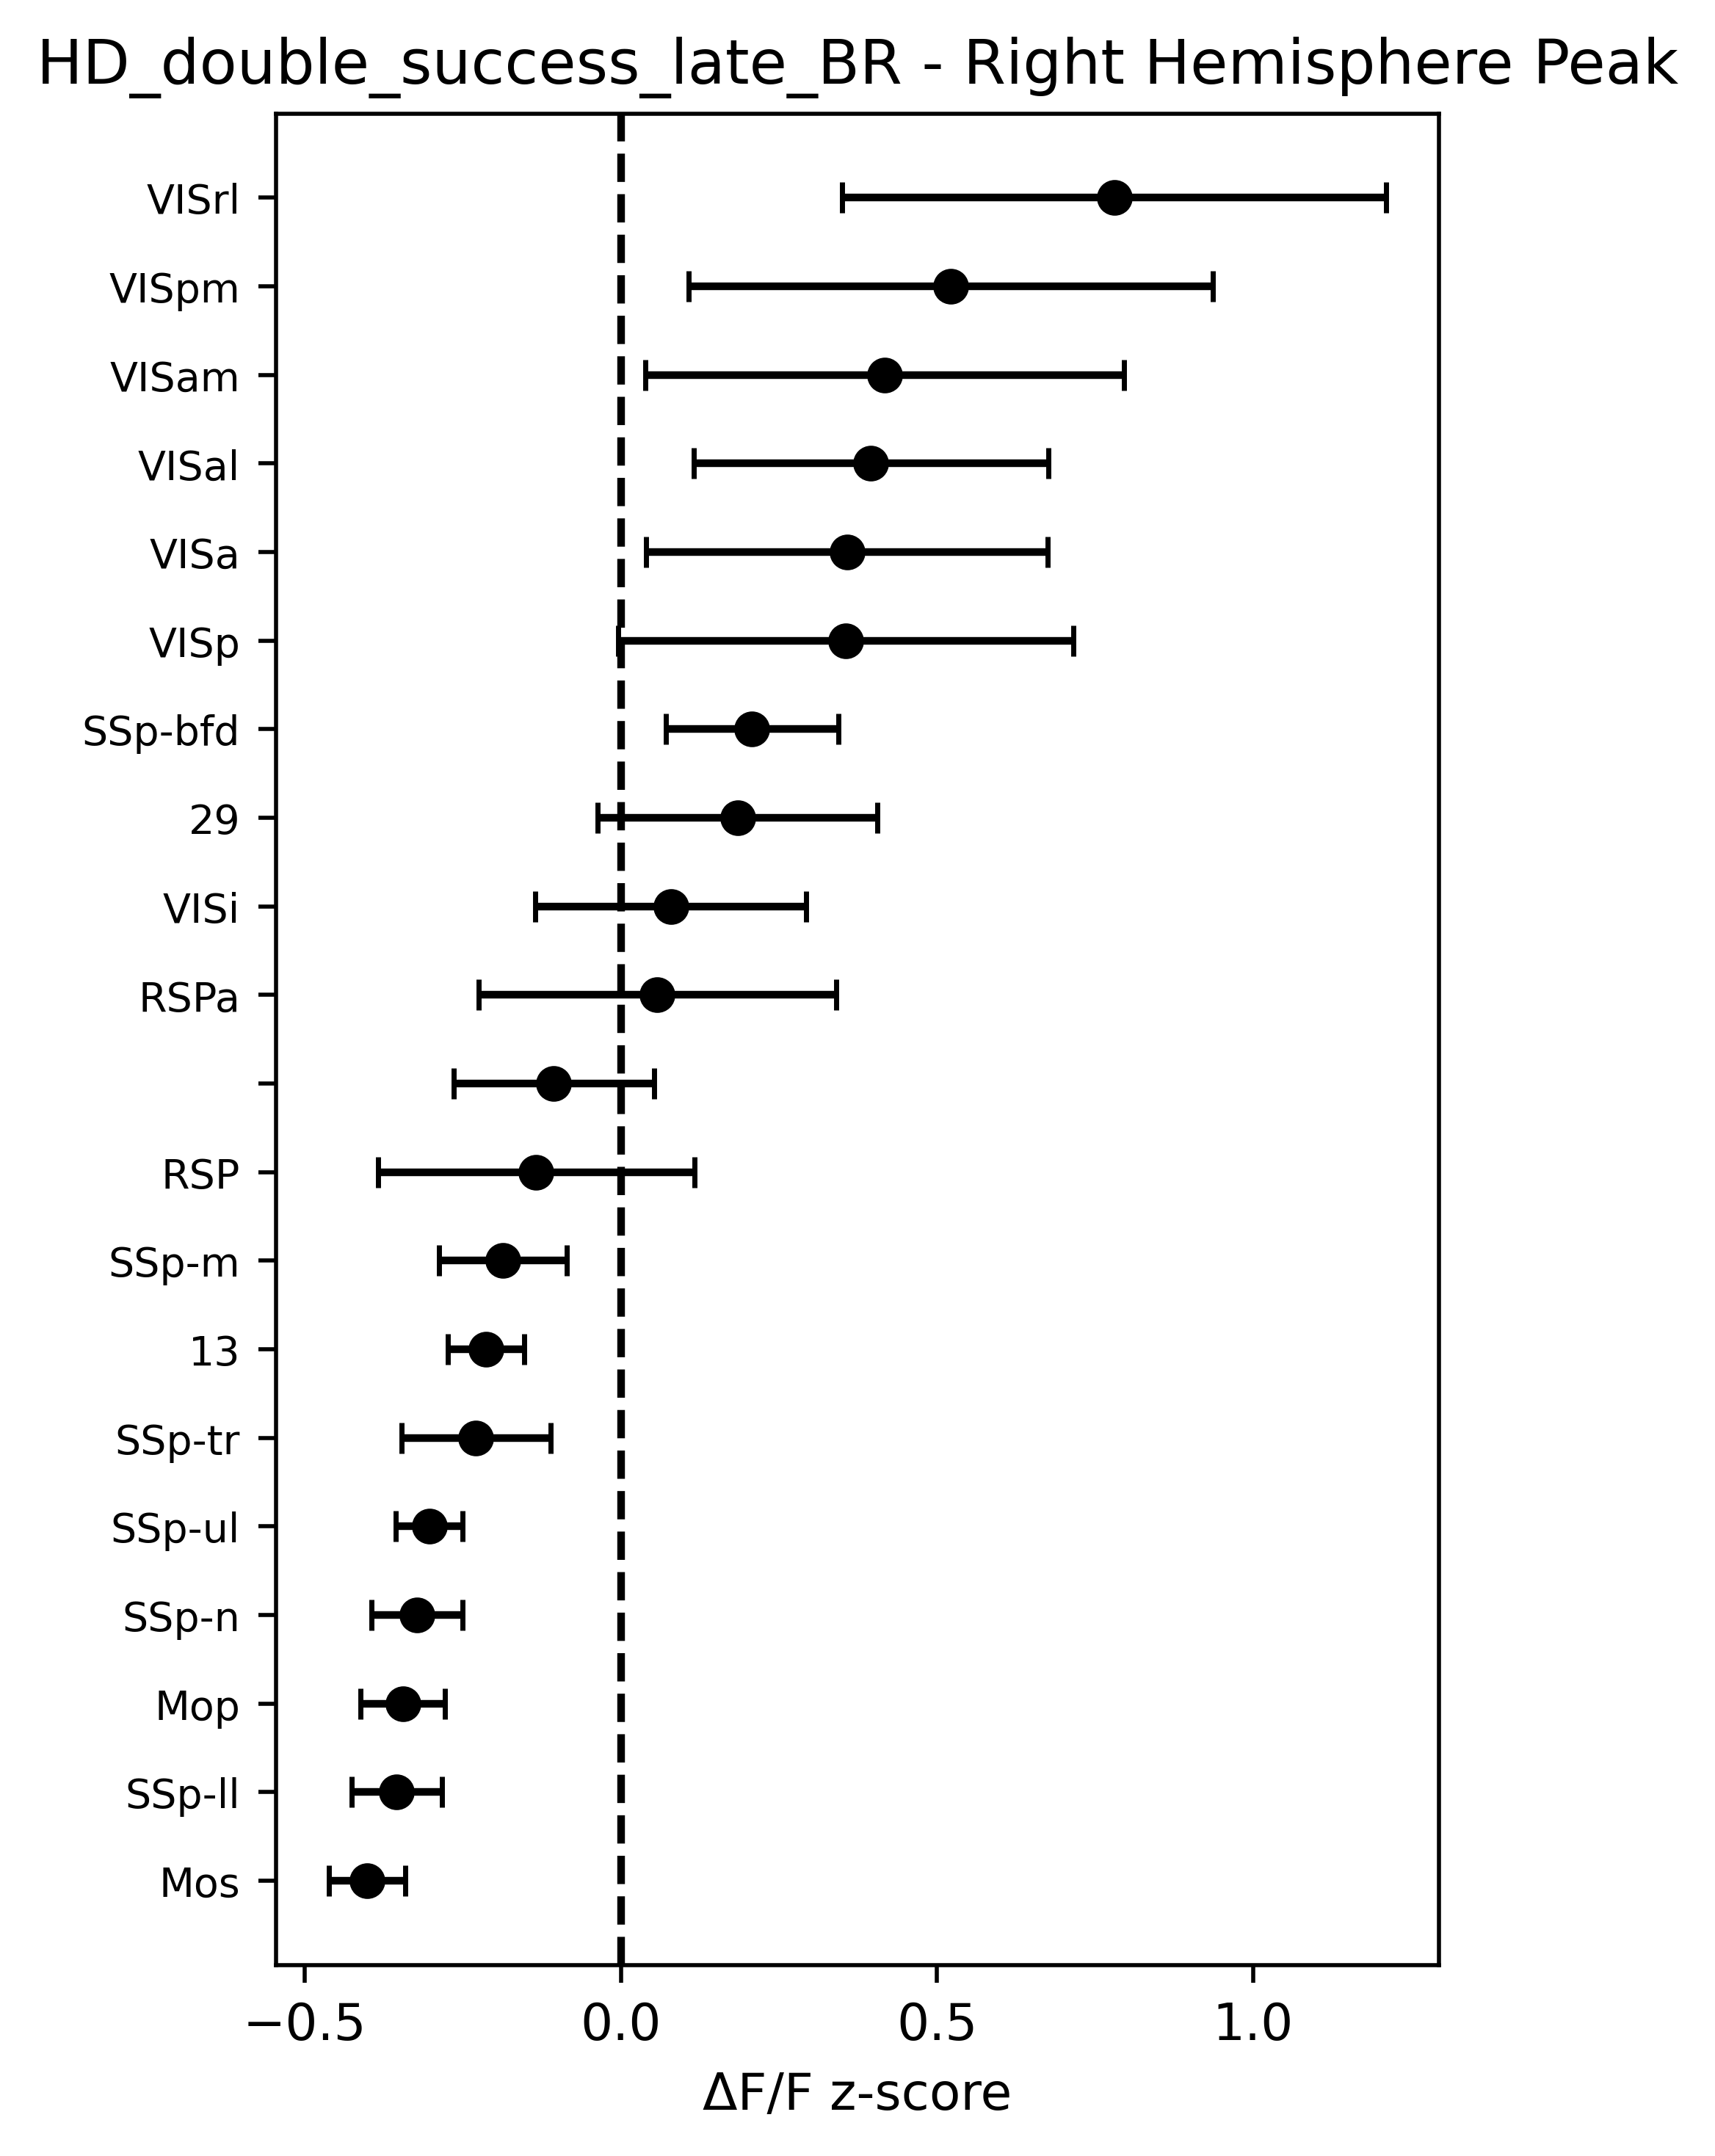 HD_double_success_late_BR - Right Hemisphere Peak
VISrl
VISpm
VISam
VISal
VISa
VISp
SSp-bfd
29
VISi
RSPa
RSP
SSp-m
13
SSp-tr
SSp-ul
SSp-n
Mop
SSp-ll
Mos
−0.5 0.0 0.5 1.0
ΔF/F z-score